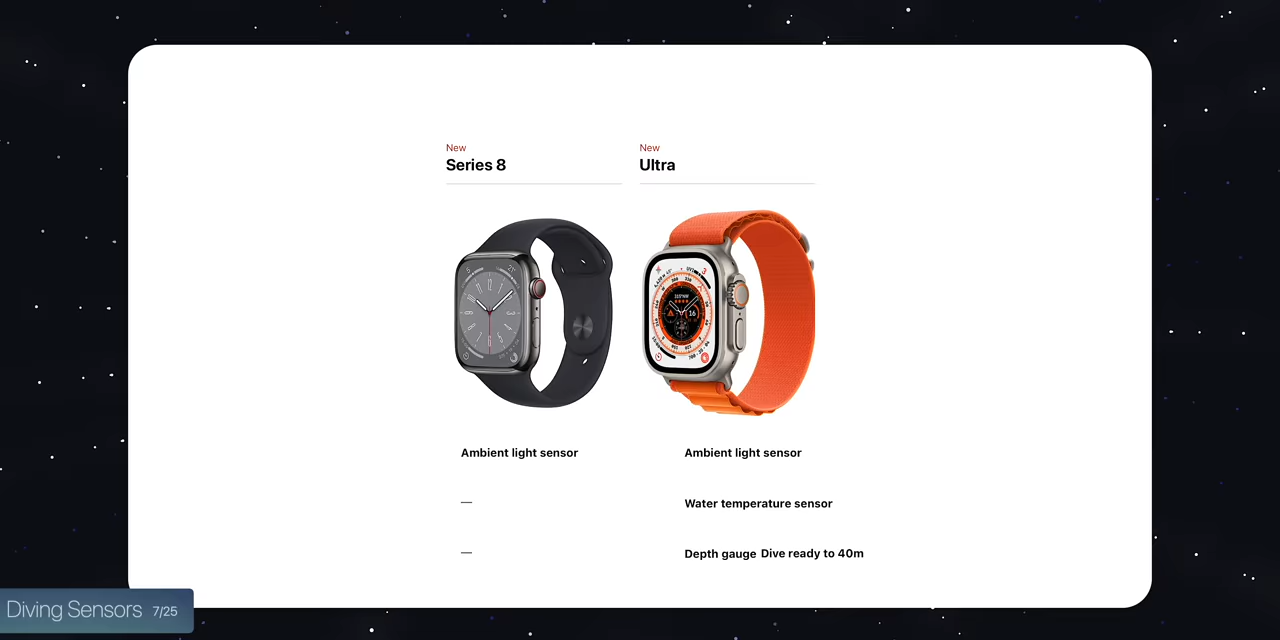 New
Series 8
New
Ultra
Ambient light sensor
Ambient light sensor
—
Water temperature sensor
—
Depth gauge Dive ready to 40m
Diving Sensors 7/25